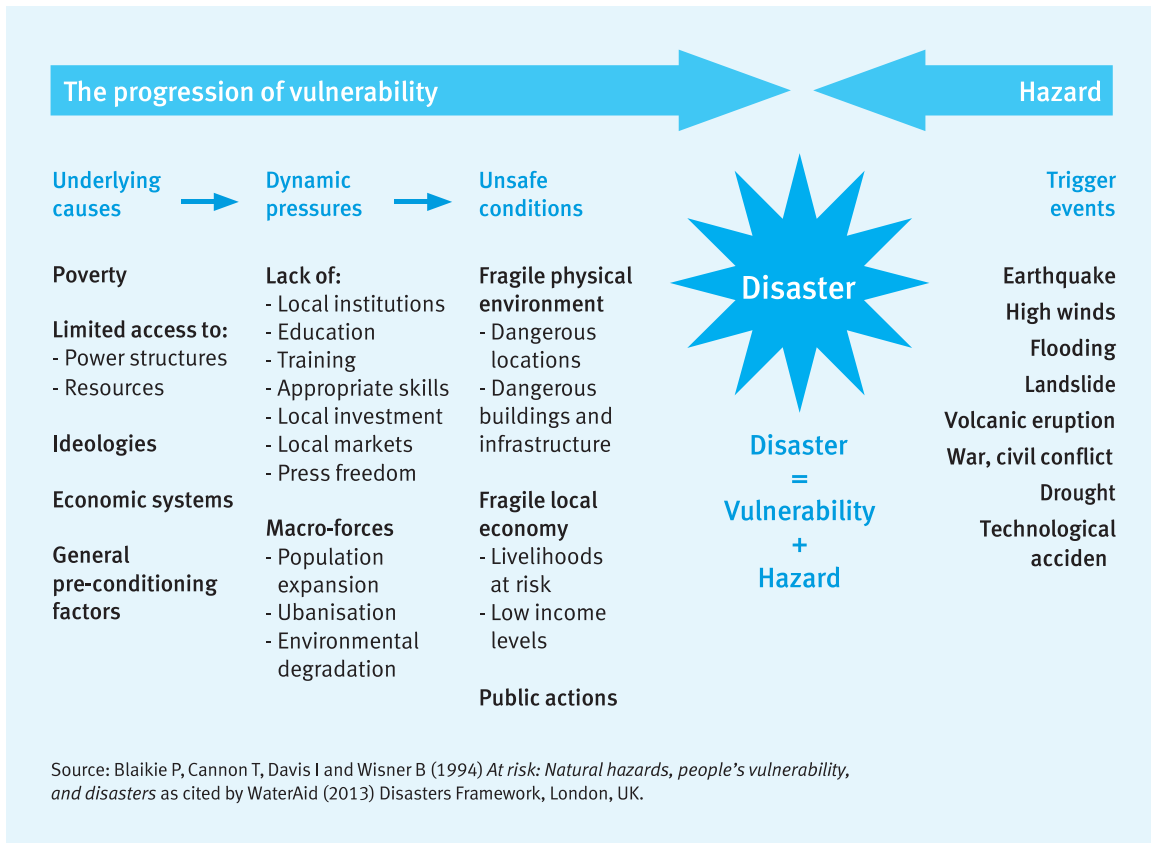 The progression of vulnerability
Hazard
Underlying
causes
Dynamic
pressures
Unsafe
conditions
Trigger
events
Poverty
Limited access to:
- Power structures
- Resources
Ideologies
Economic systems
General
pre-conditioning
factors
Lack of:
- Local institutions
- Education
- Training
- Appropriate skills
- Local investment
- Local markets
- Press freedom
Macro-forces
- Population
expansion
- Ubanisation
- Environmental
degradation
Fragile physical
environment
- Dangerous
locations
- Dangerous
buildings and
infrastructure
Fragile local
economy
- Livelihoods
at risk
- Low income
levels
Public actions
Disaster
Disaster
=
Vulnerability
+
Hazard
Earthquake
High winds
Flooding
Landslide
Volcanic eruption
War, civil conflict
Drought
Technological
acciden
Source: Blaikie P, Cannon T, Davis I and Wisner B (1994) At risk: Natural hazards, people’s vulnerability,
and disasters as cited by WaterAid (2013) Disasters Framework, London, UK.